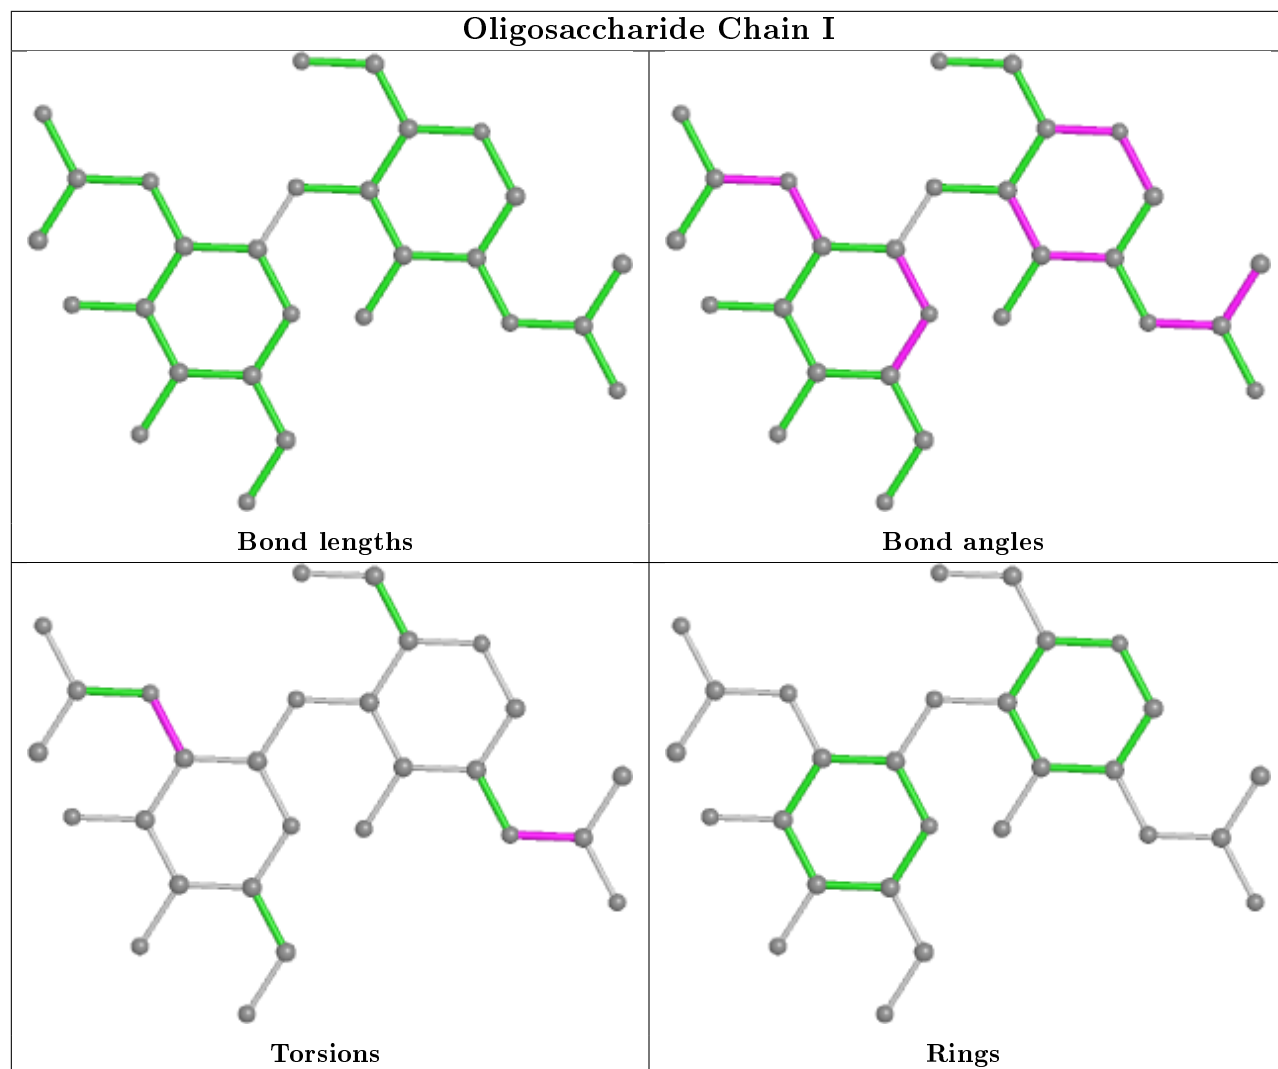 Oligosaccharide Chain I
Bond lengths
Bond angles
Torsions
Rings